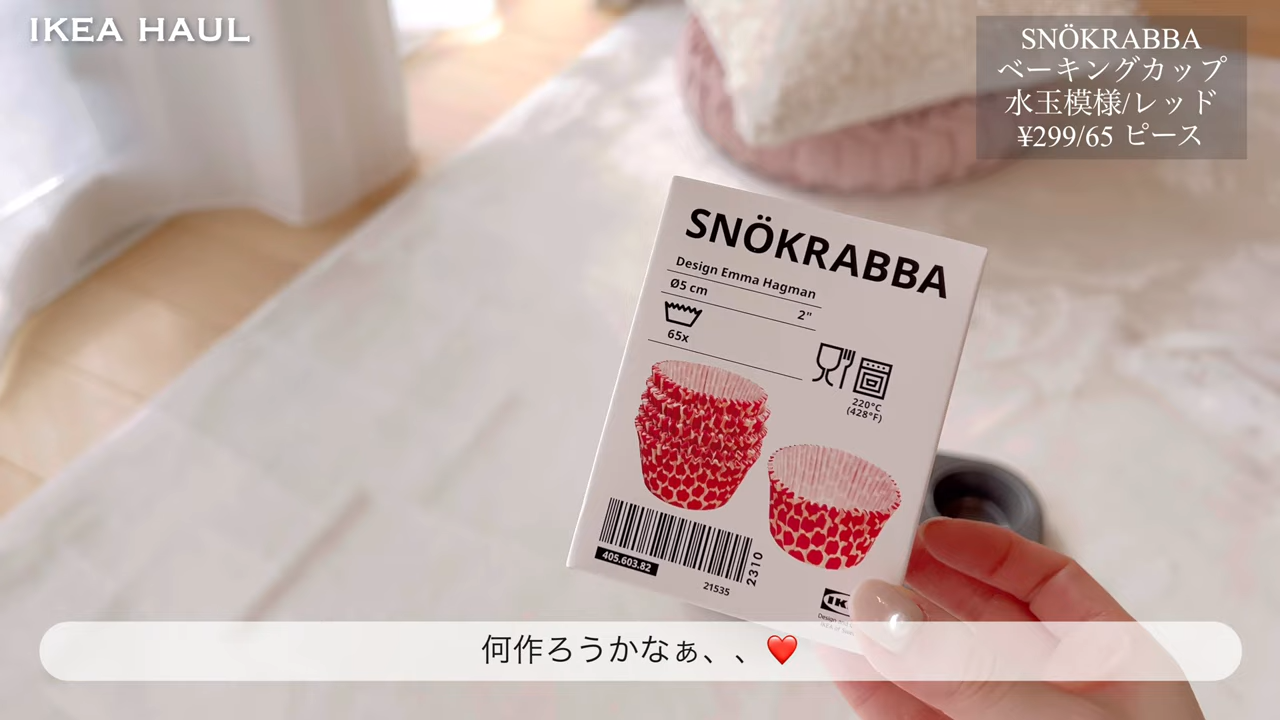 IKEA HAUL
SNÖKRABBA
ベーキングカップ
水玉模様/レッド
¥299/65 ピース
SNÖKRABBA
Design Emma Hagman
Ø5 cm
2"
65x
220°C
(428°F)
405.603.82
21535
2310
何作ろうかなぁ、、❤️